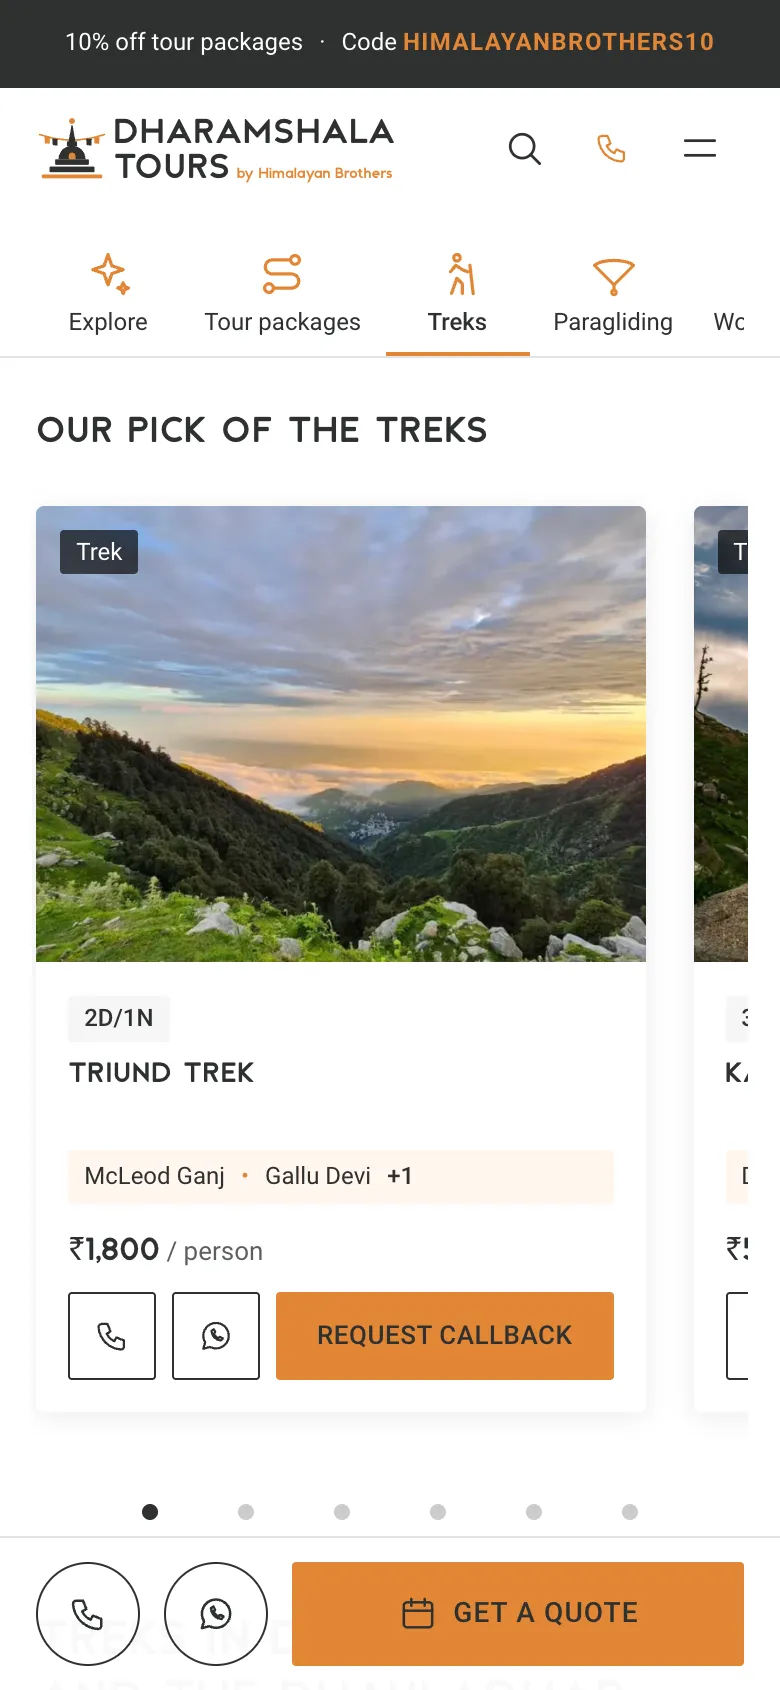 10% off tour packages · Code HIMALAYANBROTHERS10
DHARAMSHALA
TOURS by Himalayan Brothers
Explore
Tour packages
Treks
Paragliding
OUR PICK OF THE TREKS
Trek
2D/1N
TRIUND TREK
McLeod Ganj • Gallu Devi +1
₹1,800 / person
REQUEST CALLBACK
GET A QUOTE